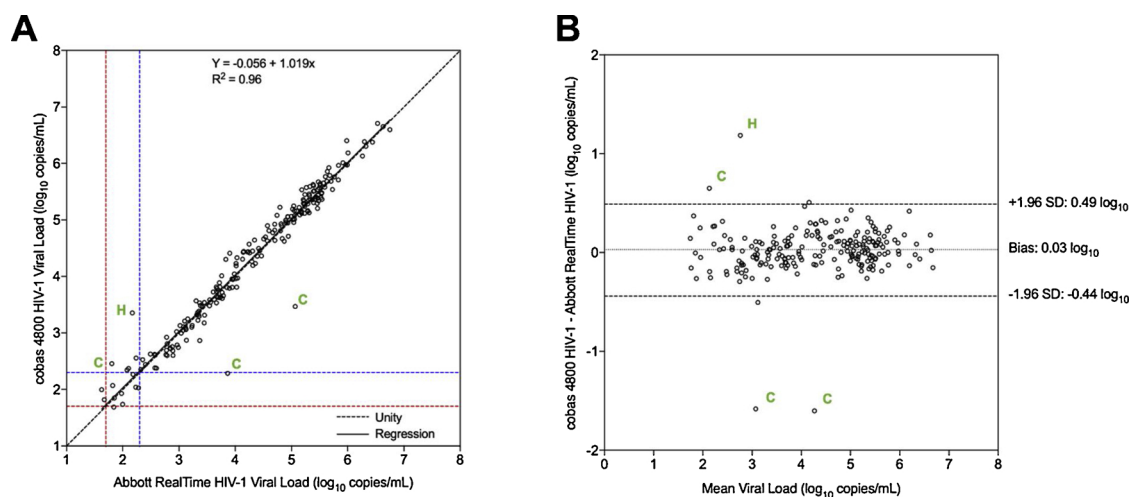 A
cobas 4800 HIV-1 Viral Load (log10 copies/mL)
8
7
6
5
4
3
2
1
Y = -0.056 + 1.019x
R2 = 0.96
H
C
C
C
Unity
Regression
1 2 3 4 5 6 7 8
Abbott RealTime HIV-1 Viral Load (log10 copies/mL)
B
cobas 4800 HIV-1 - Abbott RealTime HIV-1 (log10 copies/mL)
2
1
0
-1
-2
H
C
C
C
+1.96 SD: 0.49 log10
Bias: 0.03 log10
-1.96 SD: -0.44 log10
0 1 2 3 4 5 6 7 8
Mean Viral Load (log10 copies/mL)